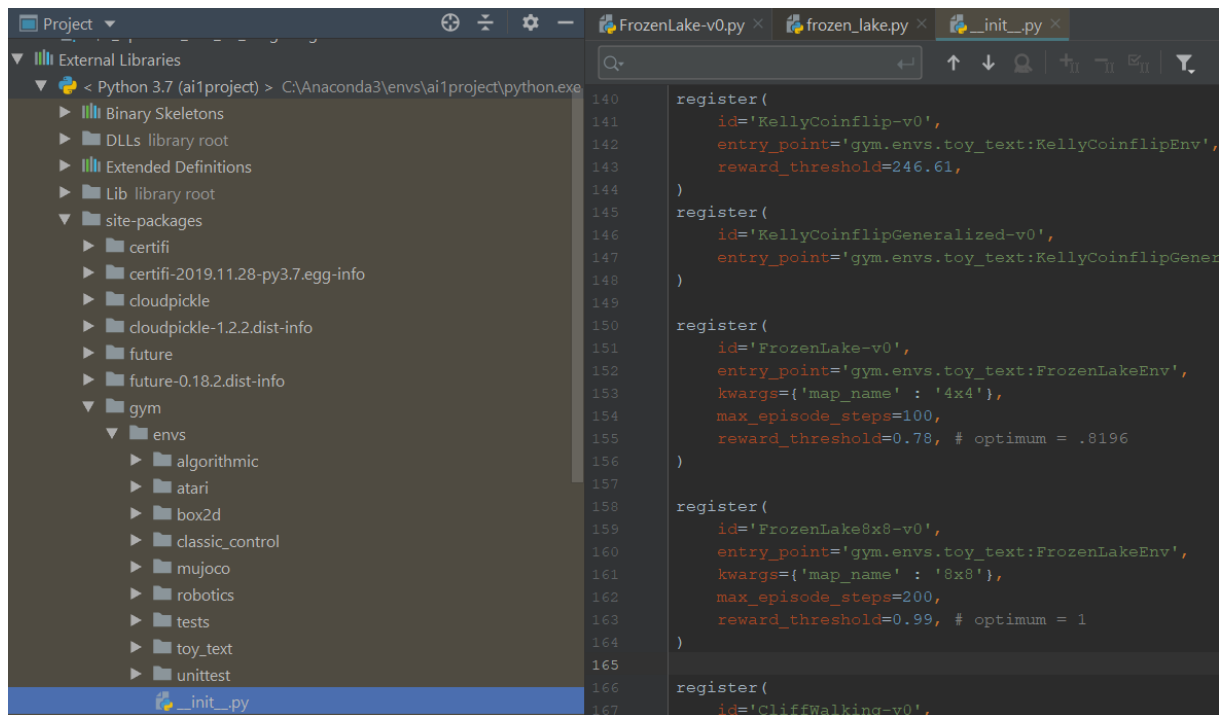 Project
External Libraries
< Python 3.7 (ai1project) > C:\Anaconda3\envs\ai1project\python.exe
Binary Skeletons
DLLs library root
Extended Definitions
Lib library root
site-packages
certifi
certifi-2019.11.28-py3.7.egg-info
cloudpickle
cloudpickle-1.2.2.dist-info
future
future-0.18.2.dist-info
gym
envs
algorithmic
atari
box2d
classic_control
mujoco
robotics
tests
toy_text
unittest
__init__.py
FrozenLake-v0.py × frozen_lake.py × __init__.py ×
140 register(
141 id='KellyCoinflip-v0',
142 entry_point='gym.envs.toy_text:KellyCoinflipEnv',
143 reward_threshold=246.61,
144 )
145 register(
146 id='KellyCoinflipGeneralized-v0',
147 entry_point='gym.envs.toy_text:KellyCoinflipGener
148 )
149
150 register(
151 id='FrozenLake-v0',
152 entry_point='gym.envs.toy_text:FrozenLakeEnv',
153 kwargs={'map_name' : '4x4'},
154 max_episode_steps=100,
155 reward_threshold=0.78, # optimum = .8196
156 )
157
158 register(
159 id='FrozenLake8x8-v0',
160 entry_point='gym.envs.toy_text:FrozenLakeEnv',
161 kwargs={'map_name' : '8x8'},
162 max_episode_steps=200,
163 reward_threshold=0.99, # optimum = 1
164 )
165
166 register(
167 id='CliffWalking-v0',